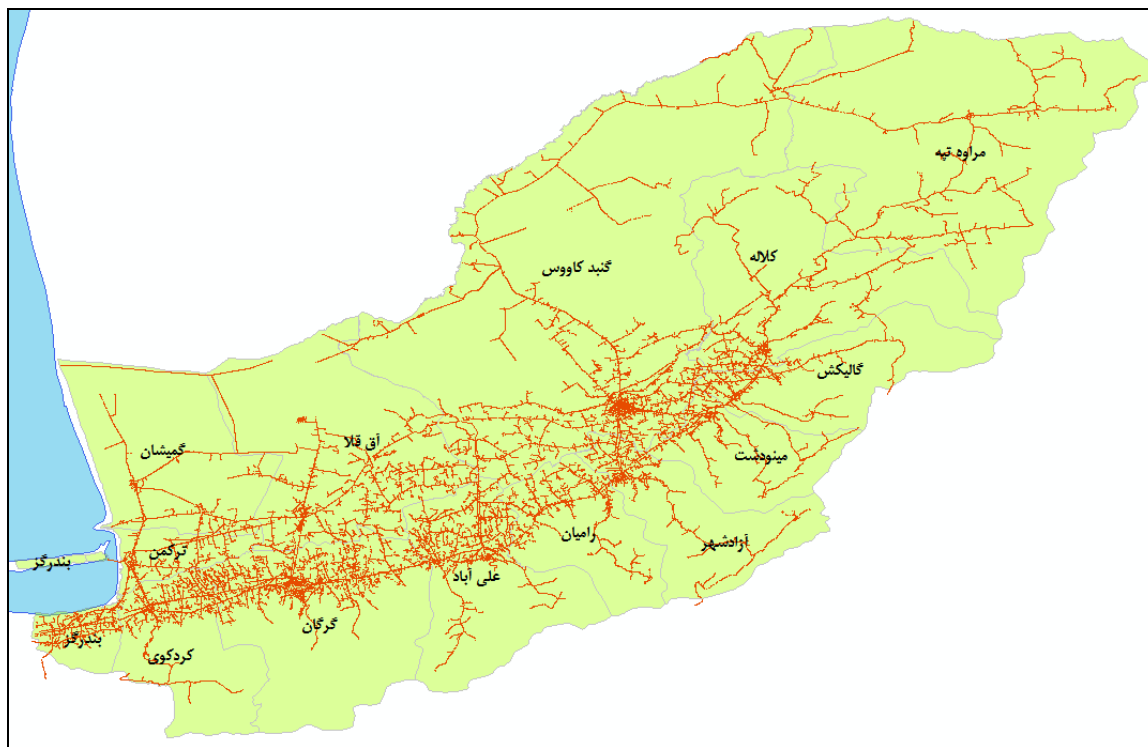 مراوه تپه
کلاله
گنبد کاووس
گالیکش
گمیشان
آق قلا
مینودشت
رامیان
آزادشهر
ترکمن
بندرگز
علی آباد
گرگان
بندرگز
کردکوی